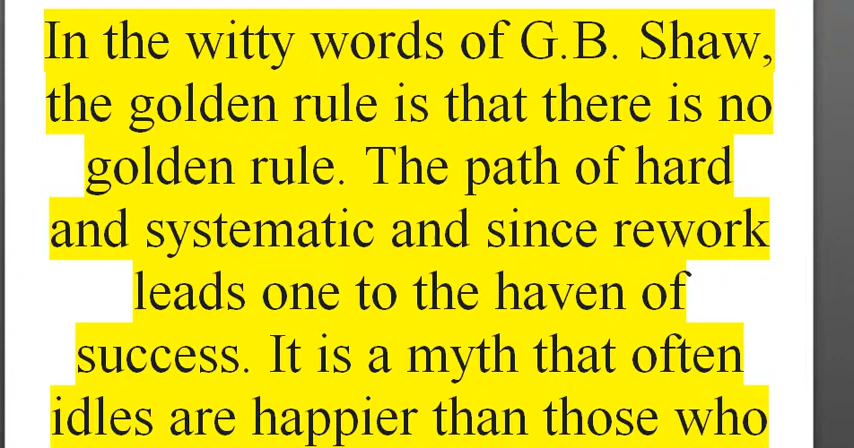 In the witty words of G.B. Shaw,
the golden rule is that there is no
golden rule. The path of hard
and systematic and since rework
leads one to the haven of
success. It is a myth that often
idles are happier than those who